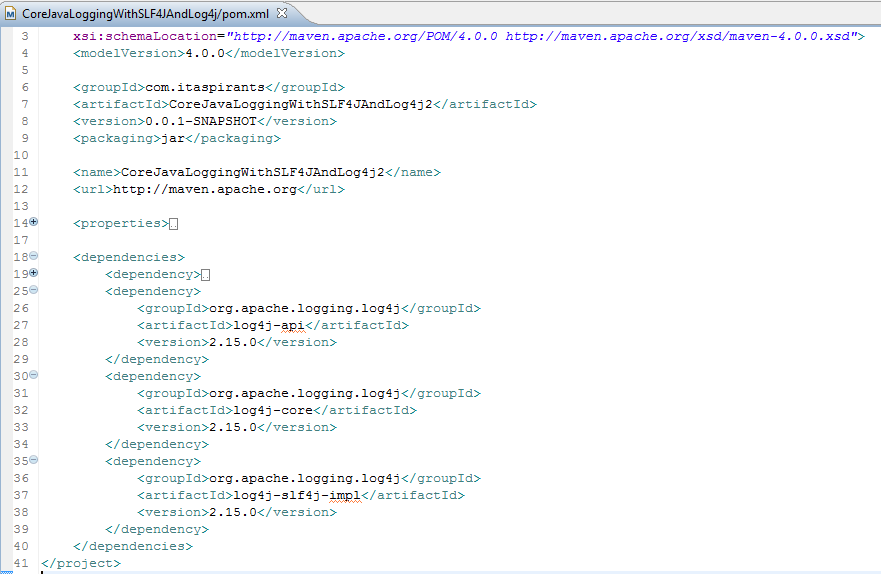 CoreJavaLoggingWithSLF4JAndLog4j/pom.xml
3 xsi:schemaLocation="http://maven.apache.org/POM/4.0.0 http://maven.apache.org/xsd/maven-4.0.0.xsd">
4 <modelVersion>4.0.0</modelVersion>
5
6 <groupId>com.itaspirants</groupId>
7 <artifactId>CoreJavaLoggingWithSLF4JAndLog4j2</artifactId>
8 <version>0.0.1-SNAPSHOT</version>
9 <packaging>jar</packaging>
10
11 <name>CoreJavaLoggingWithSLF4JAndLog4j2</name>
12 <url>http://maven.apache.org</url>
13
14 <properties>
17
18 <dependencies>
19 <dependency>
25 <dependency>
26 <groupId>org.apache.logging.log4j</groupId>
27 <artifactId>log4j-api</artifactId>
28 <version>2.15.0</version>
29 </dependency>
30 <dependency>
31 <groupId>org.apache.logging.log4j</groupId>
32 <artifactId>log4j-core</artifactId>
33 <version>2.15.0</version>
34 </dependency>
35 <dependency>
36 <groupId>org.apache.logging.log4j</groupId>
37 <artifactId>log4j-slf4j-impl</artifactId>
38 <version>2.15.0</version>
39 </dependency>
40 </dependencies>
41 </project>